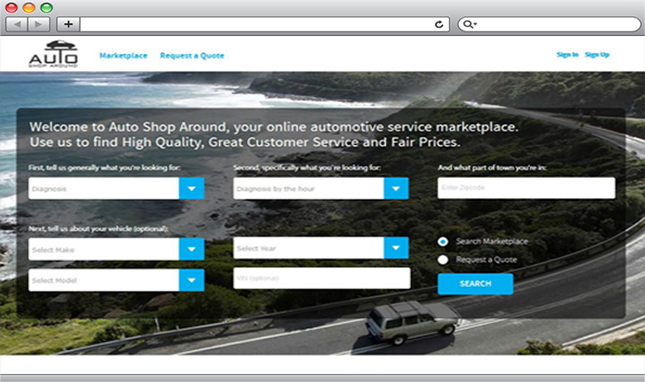 AUTO
SHOP AROUND
Marketplace Request a Quote
Sign In Sign Up
Welcome to Auto Shop Around, your online automotive service marketplace.
Use us to find High Quality, Great Customer Service and Fair Prices.
First, tell us generally what you're looking for:
Second, specifically what you're looking for:
And what part of town you're in:
Diagnosis
Diagnosis by the hour
Enter Zipcide
Next, tell us about your vehicle (optional):
Select Make
Select Year
Search Marketplace
Request a Quote
Select Model
VIN (optional)
SEARCH